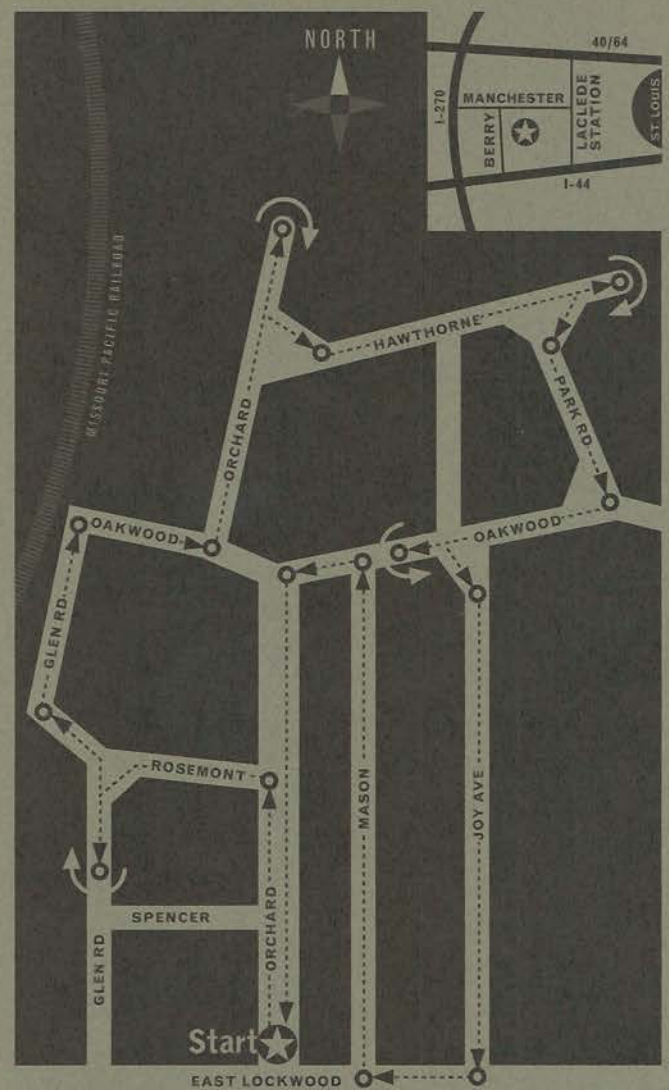 NORTH
40/64
I-270
MANCHESTER
BERRY
LACLEDE
STATION
ST. LOUIS
I-44
MISSOURI PACIFIC RAILROAD
HAWTHORNE
ORCHARD
PARK RD
OAKWOOD
OAKWOOD
GLEN RD
ROSEMONT
MASON
JOY AVE
SPENCER
ORCHARD
GLEN RD
Start
EAST LOCKWOOD